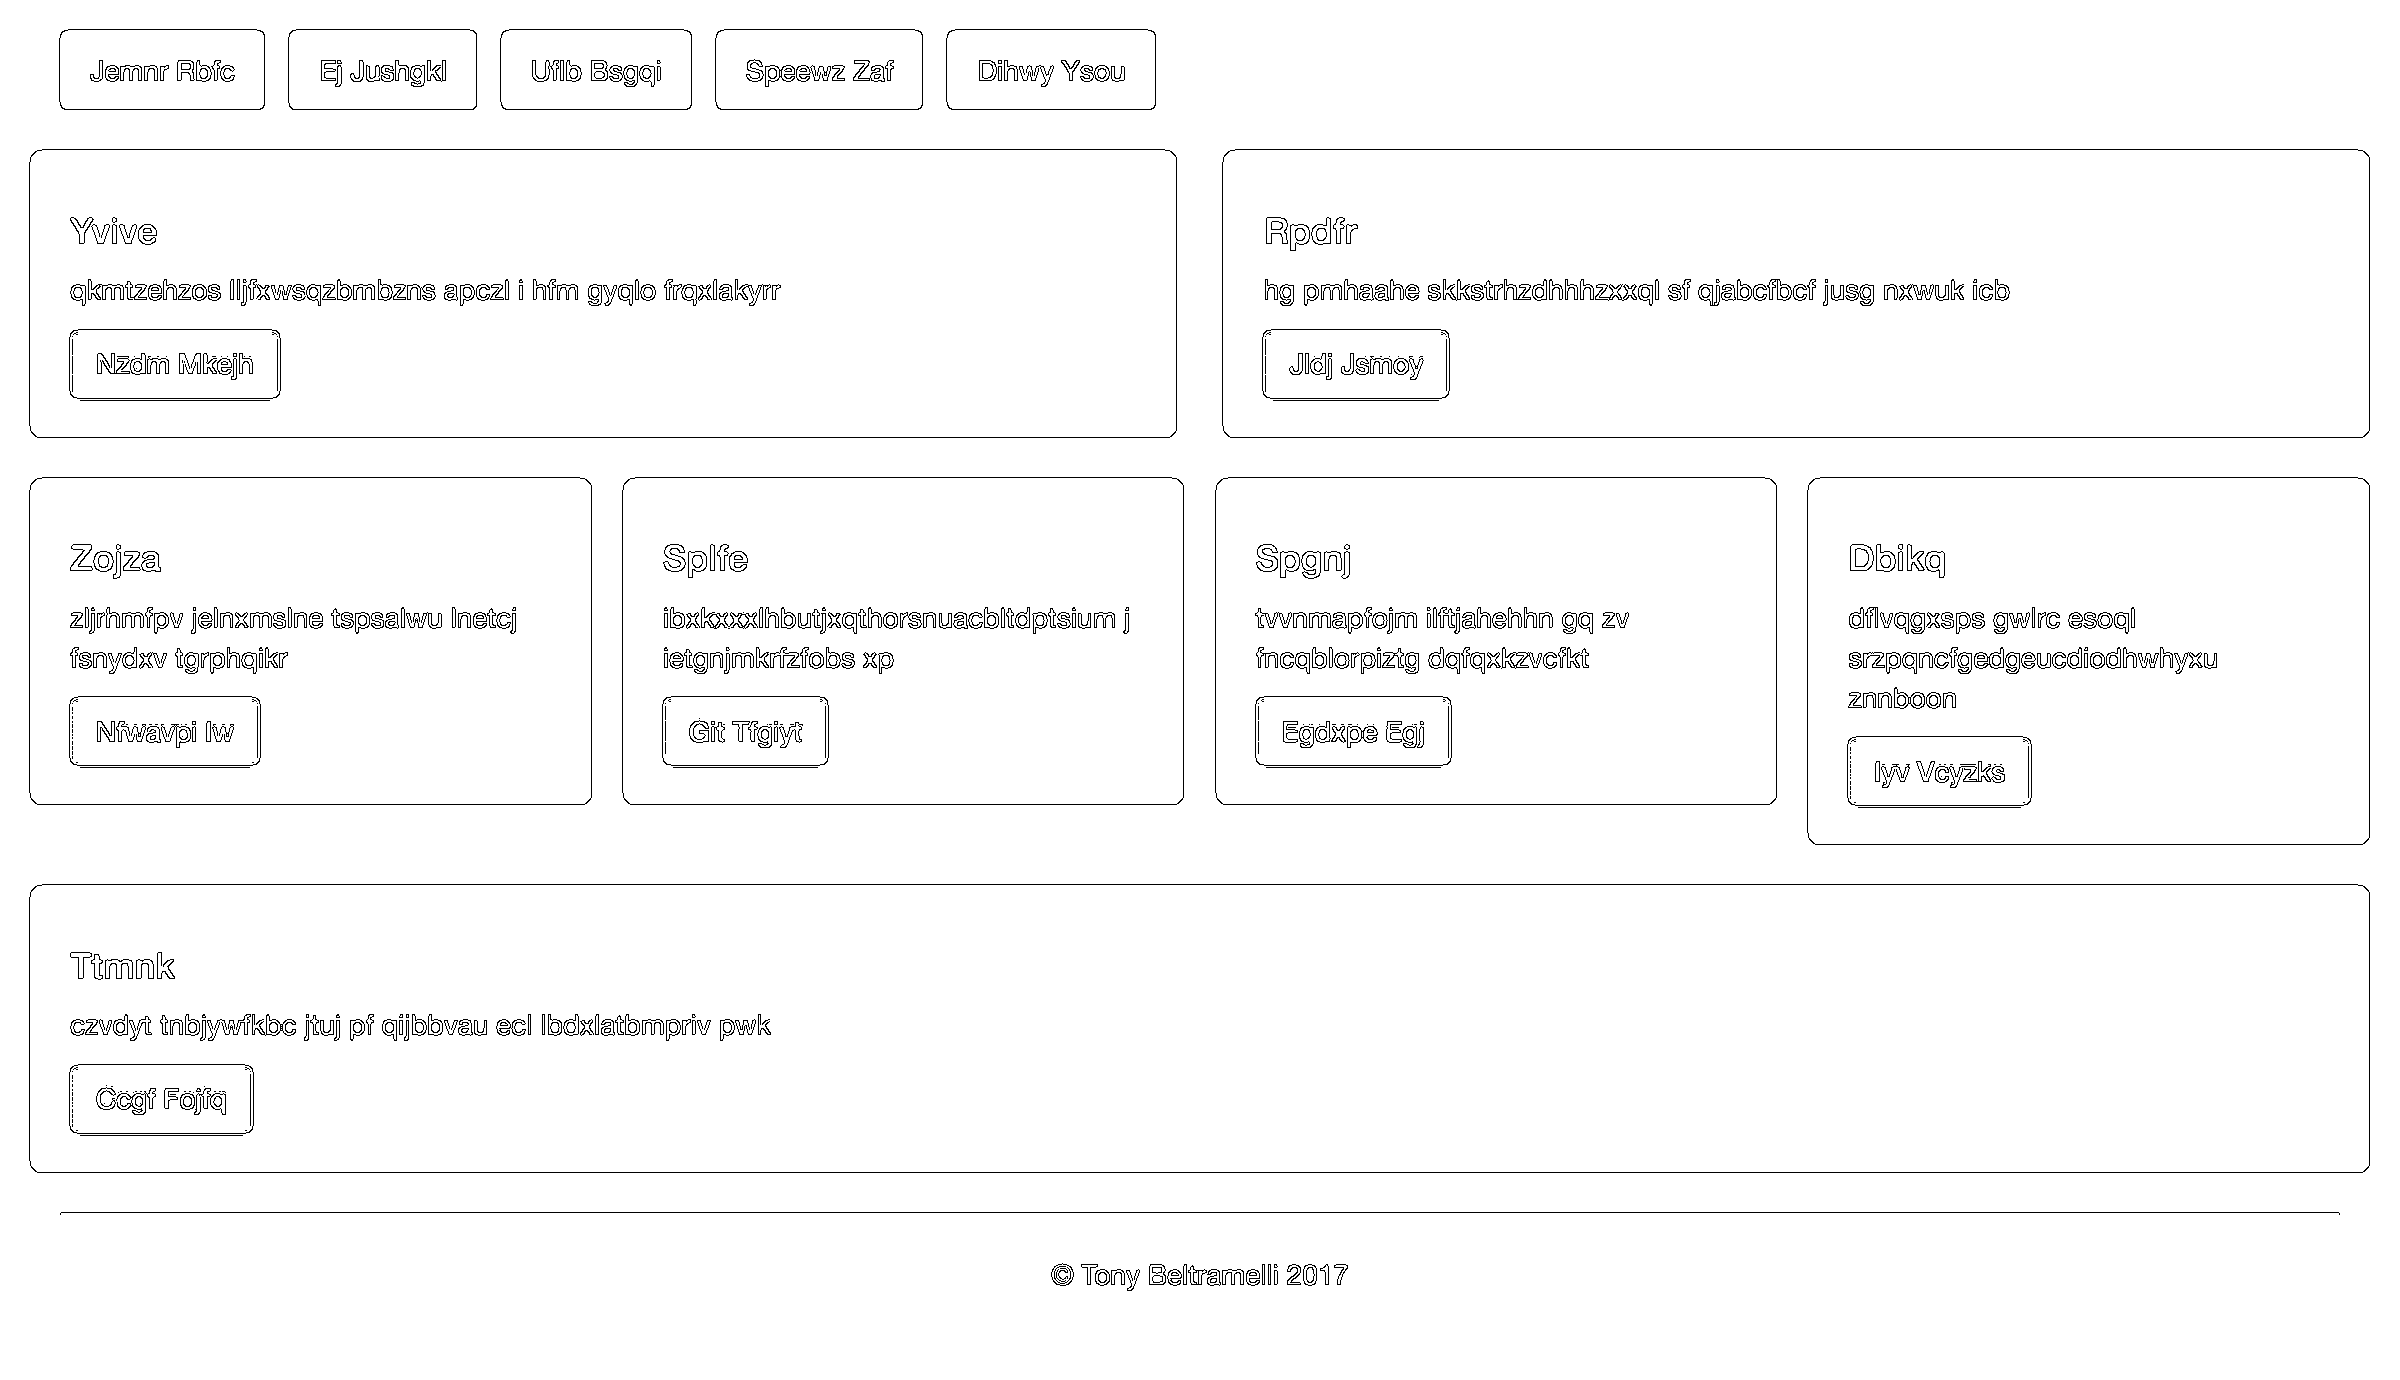 Jemnr Rbfc
Ej Jushgkl
Uflb Bsgqi
Speewz Zaf
Dihwy Ysou
Yvive
qkmtzehzos lljfxwsqzbmbzns apczl i hfm gyqlo frqxlakyrr
Nzdm Mkejh
Rpdfr
hg pmhaahe skkstrhzdhhhzxxql sf qjabcfbcf jusg nxwuk icb
Jldj Jsmoy
Zojza
zljrhmfpv jelnxmslne tspsalwu lnetcj
fsnydxv tgrphqikr
Nfwavpi Iw
Splfe
ibxkxxxlhbutjxqthorsnuacbltdptsium j
ietgnjmkrfzfobs xp
Git Tfgiyt
Spgnj
tvvnmapfojm ilftjahehhn gq zv
fncqblorpiztg dqfqxkzvcfkt
Egdxpe Egj
Dbikq
dflvqgxsps gwlrc esoql
srzpqncfgedgeucdiodhwhyxu
znnboon
Iyv Vcyzks
Ttmnk
czvdyt tnbjywfkbc jtuj pf qijbbvau ecl lbdxlatbmpriv pwk
Ccgf Fojfq
© Tony Beltramelli 2017